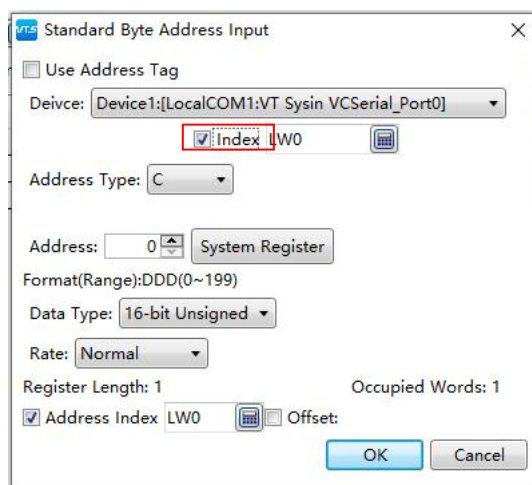 VT5 Standard Byte Address Input
Use Address Tag
Deivce: Device1:[LocalCOM1:VT Sysin VCSerial_Port0]
Index LW0
Address Type: C
Address: 0 System Register
Format(Range):DDD(0~199)
Data Type: 16-bit Unsigned
Rate: Normal
Register Length: 1 Occupied Words: 1
Address Index LW0 Offset:
OK Cancel